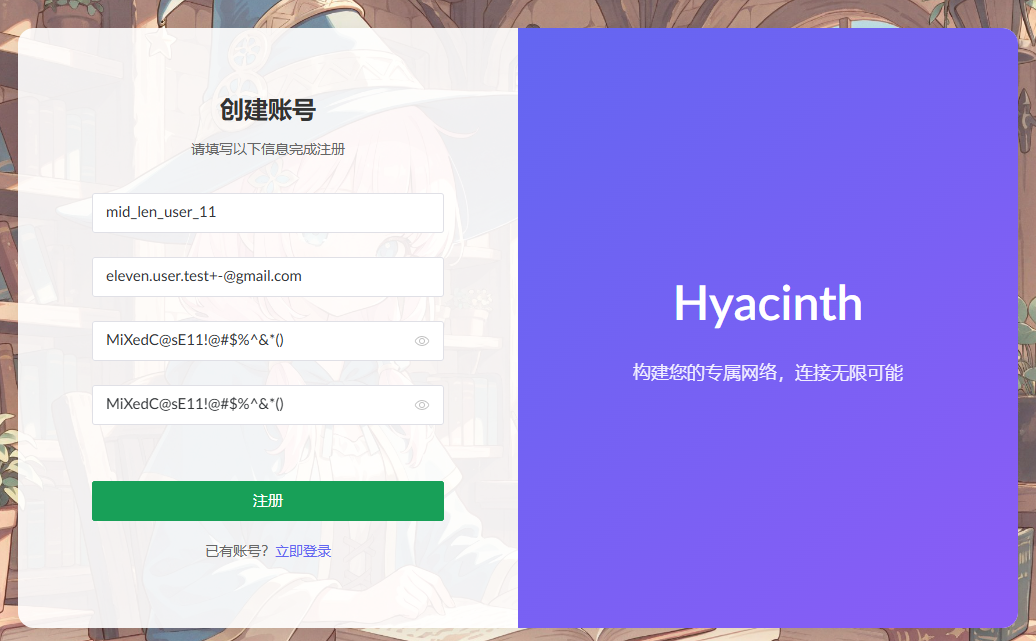 创建账号
请填写以下信息完成注册
mid_len_user_11
eleven.user.test+-@gmail.com
MiXedC@sE11!@#$%^&*()
MiXedC@sE11!@#$%^&*()
注册
已有账号？立即登录
Hyacinth
构建您的专属网络，连接无限可能